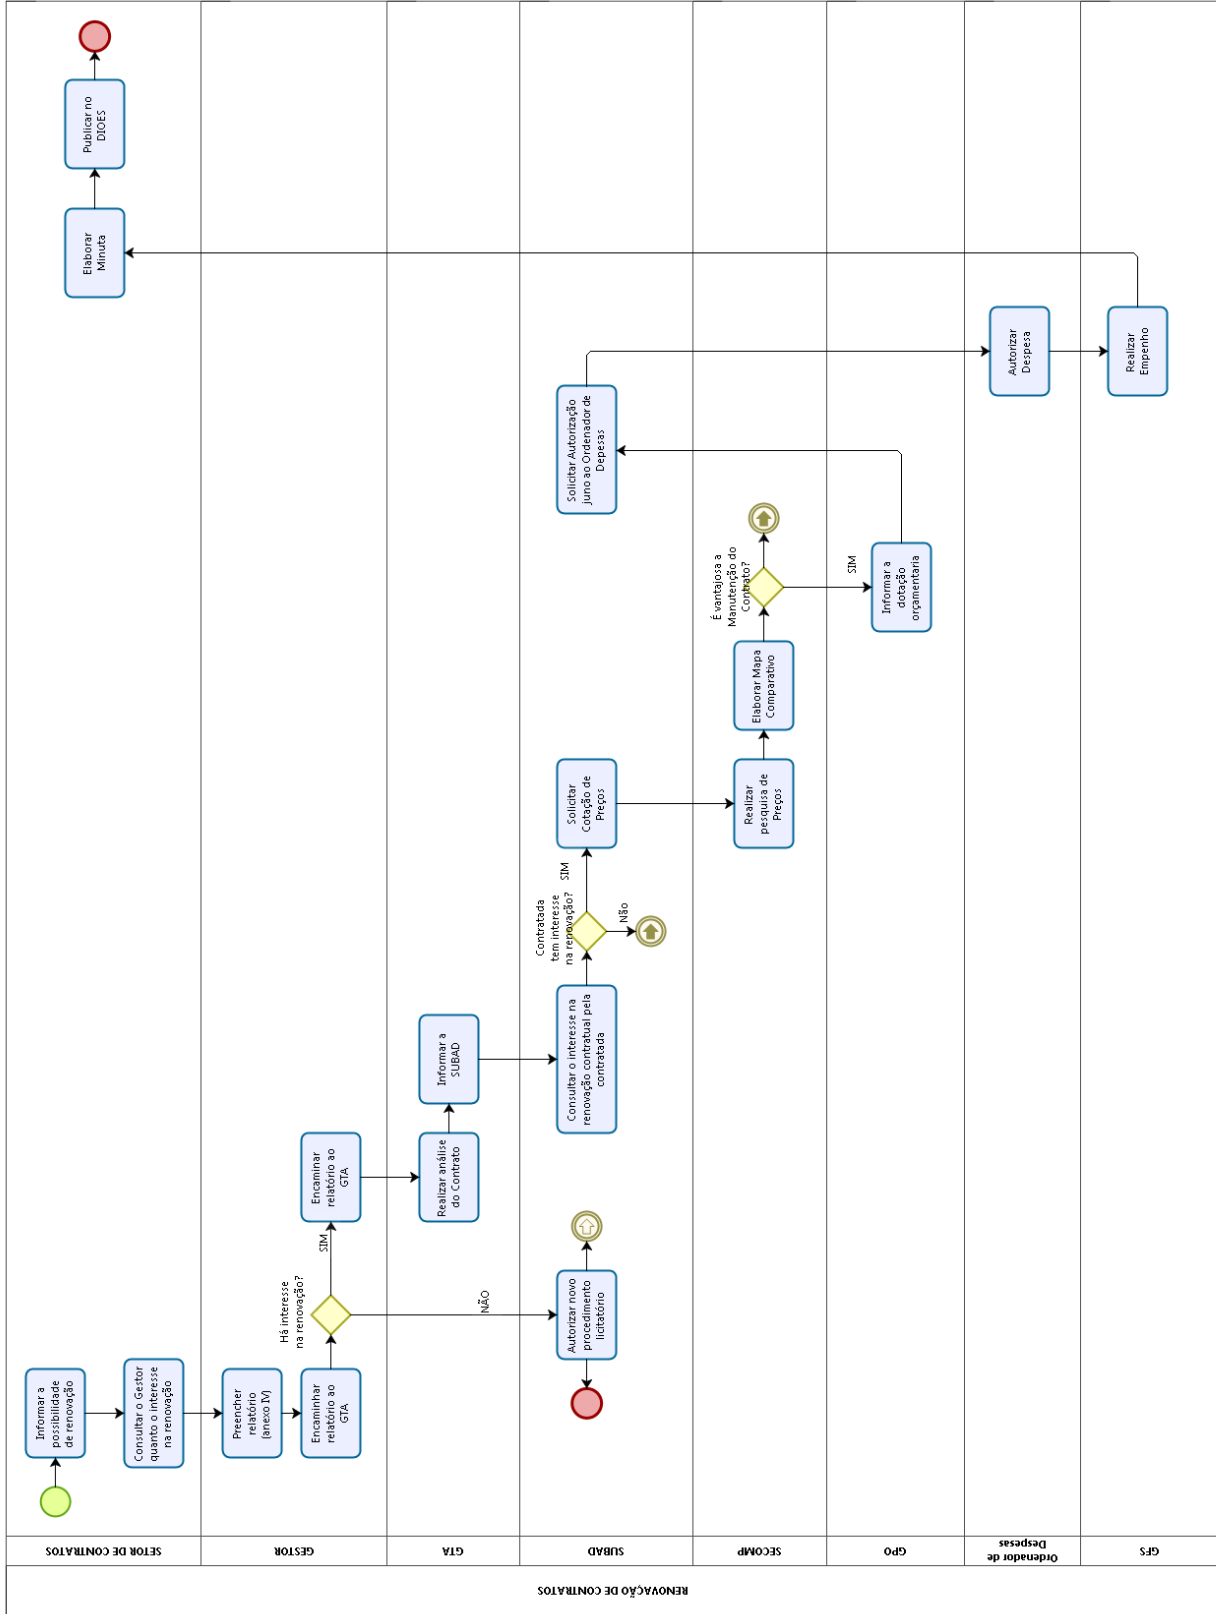 RENOVAÇÃO DE CONTRATOS
SETOR DE CONTRATOS
Informar a
possibilidade
de renovação
Consultar o Gestor
quanto o interesse
na renovação
Elaborar
Minuta
Publicar no
DIOES
GESTOR
Preencher
relatório
(anexo IV)
Encaminhar
relatório ao
GTA
Há interesse
na renovação?
SIM
NÃO
Encaminar
relatório ao
GTA
GTA
Realizar análise
do Contrato
Informar a
SUBAD
SUBAD
Autorizar novo
procedimento
licitatório
Consultar o interesse na
renovação contratual pela
contratada
Contratada
tem interesse
na renovação?
SIM
Não
Solicitar
Cotação de
Preços
Solicitar Autorização
juno ao Ordenador de
Depesas
SECOMP
Realizar
pesquisa de
Preços
Elaborar Mapa
Comparativo
É vantajosa a
Manutenção do
Contrato?
SIM
GPO
Informar a
dotação
orçamentaria
Ordenador de
Despesas
Autorizar
Despesa
GFS
Realizar
Empenho